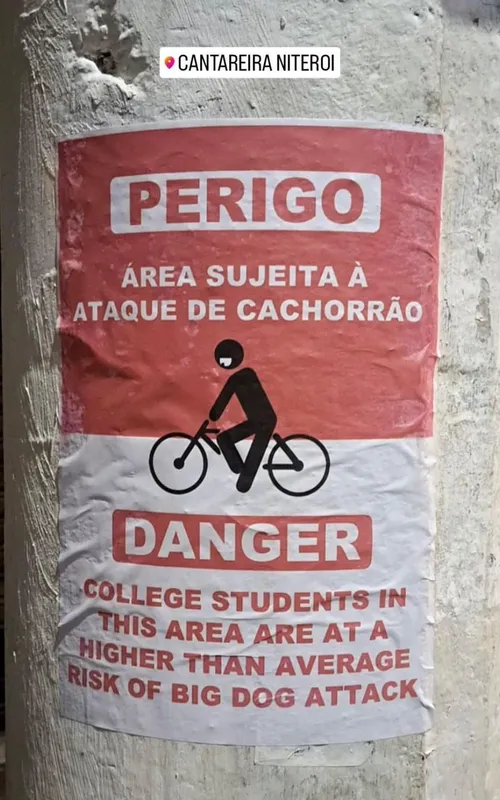 CANTAREIRA NITEROI
PERIGO
ÁREA SUJEITA À
ATAQUE DE CACHORRÃO
DANGER
COLLEGE STUDENTS IN
THIS AREA ARE AT A
HIGHER THAN AVERAGE
RISK OF BIG DOG ATTACK